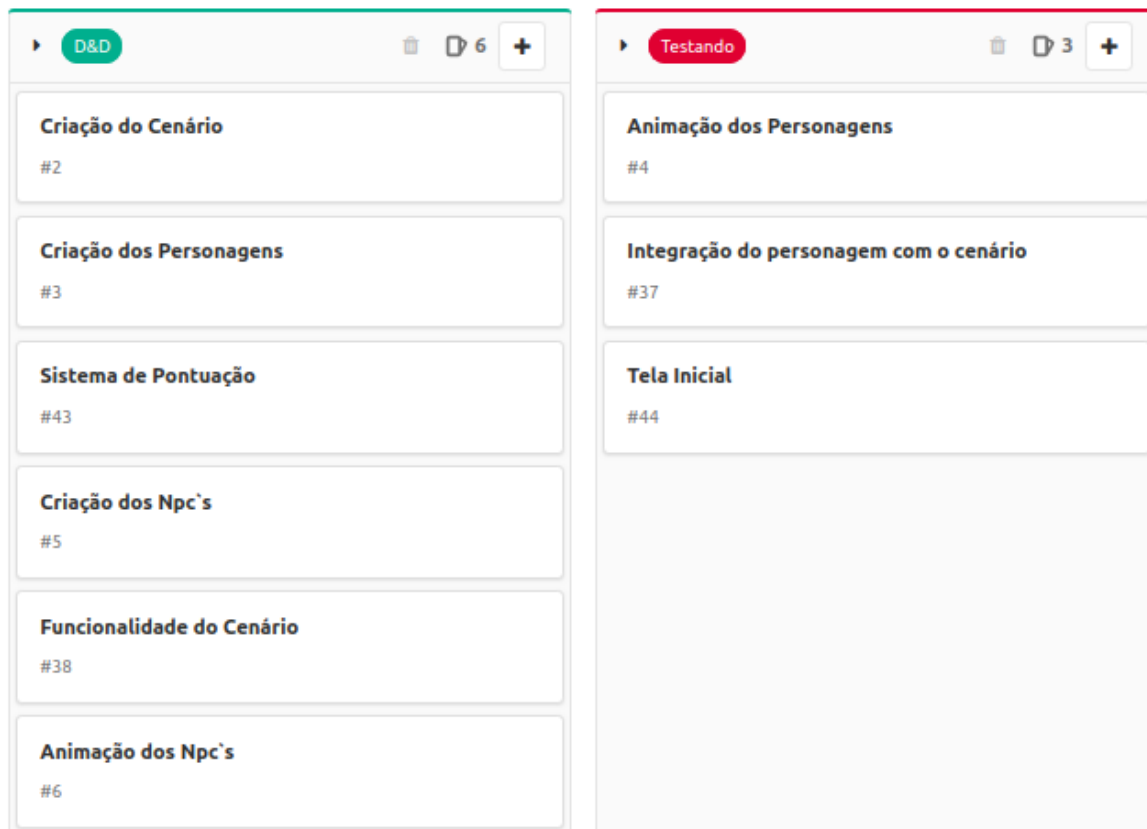 D&D 6 +
Criação do Cenário
#2
Criação dos Personagens
#3
Sistema de Pontuação
#43
Criação dos Npc`s
#5
Funcionalidade do Cenário
#38
Animação dos Npc`s
#6
Testando 3 +
Animação dos Personagens
#4
Integração do personagem com o cenário
#37
Tela Inicial
#44